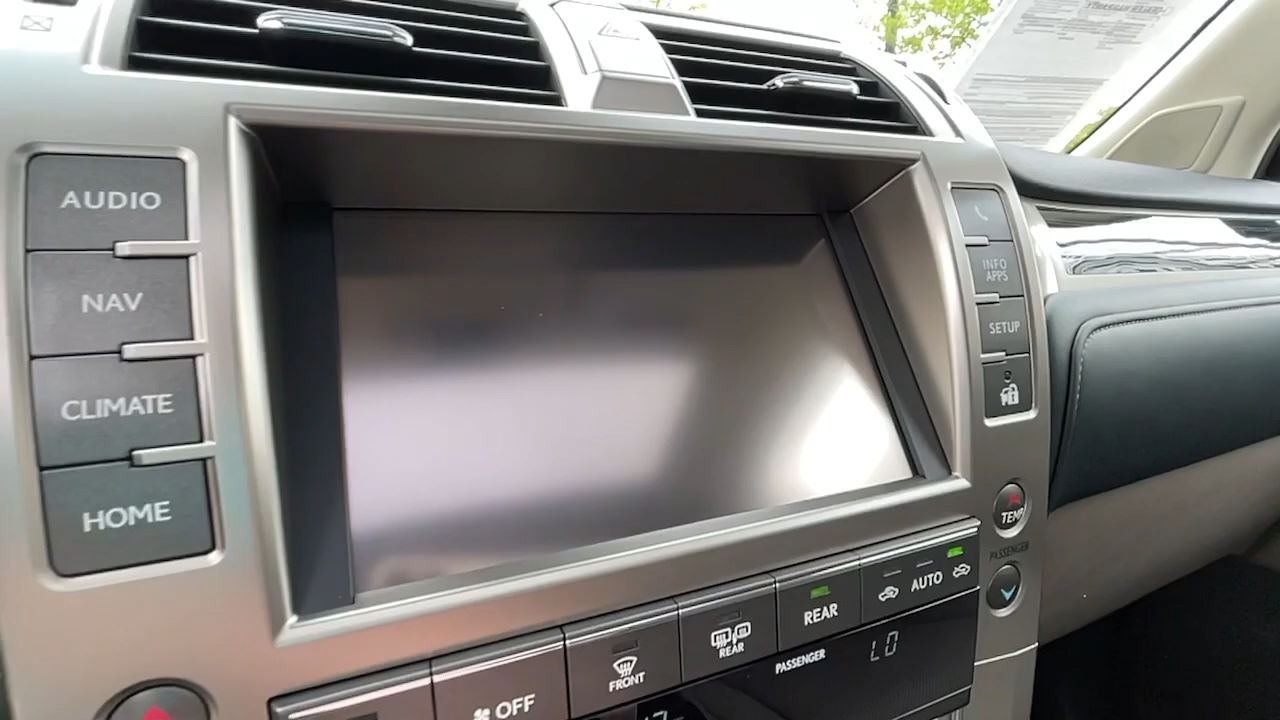 AUDIO
NAV
CLIMATE
HOME
INFO
APPS
SETUP
TEMP
PASSENGER
OFF
FRONT
REAR
REAR
AUTO
PASSENGER
LO